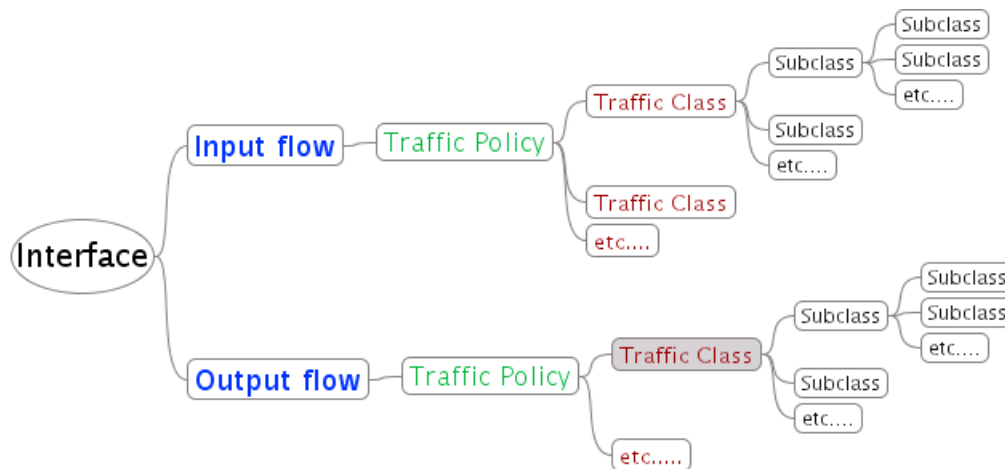 Interface
Input flow
Traffic Policy
Traffic Class
Subclass
Subclass
Subclass
etc....
Subclass
etc....
Traffic Class
etc....
Output flow
Traffic Policy
Traffic Class
Subclass
Subclass
Subclass
etc....
Subclass
etc....
etc.....